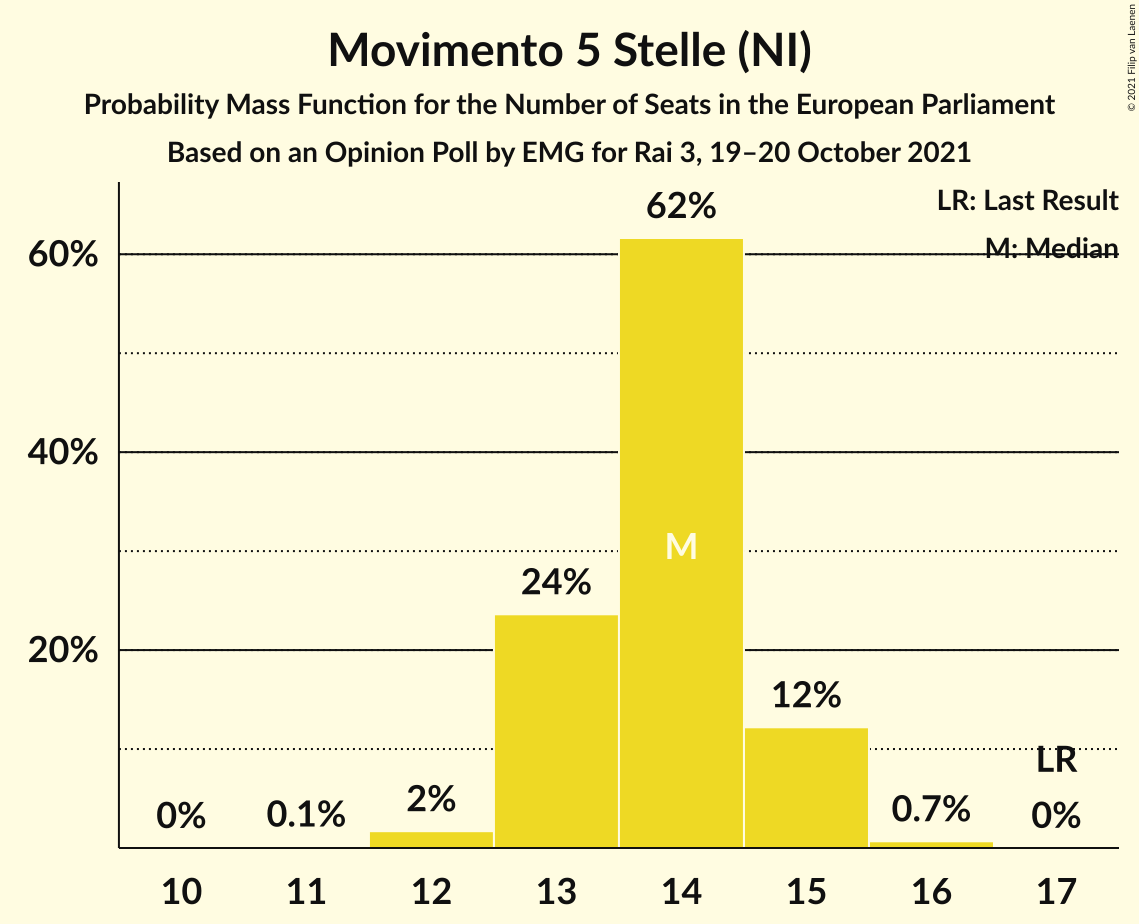 Movimento 5 Stelle (NI)
Probability Mass Function for the Number of Seats in the European Parliament
Based on an Opinion Poll by EMG for Rai 3, 19–20 October 2021
© 2021 Filip van Laenen
LR: Last Result
M: Median
60%
40%
20%
0%
0.1%
2%
24%
62%
M
12%
0.7%
LR
0%
10 11 12 13 14 15 16 17